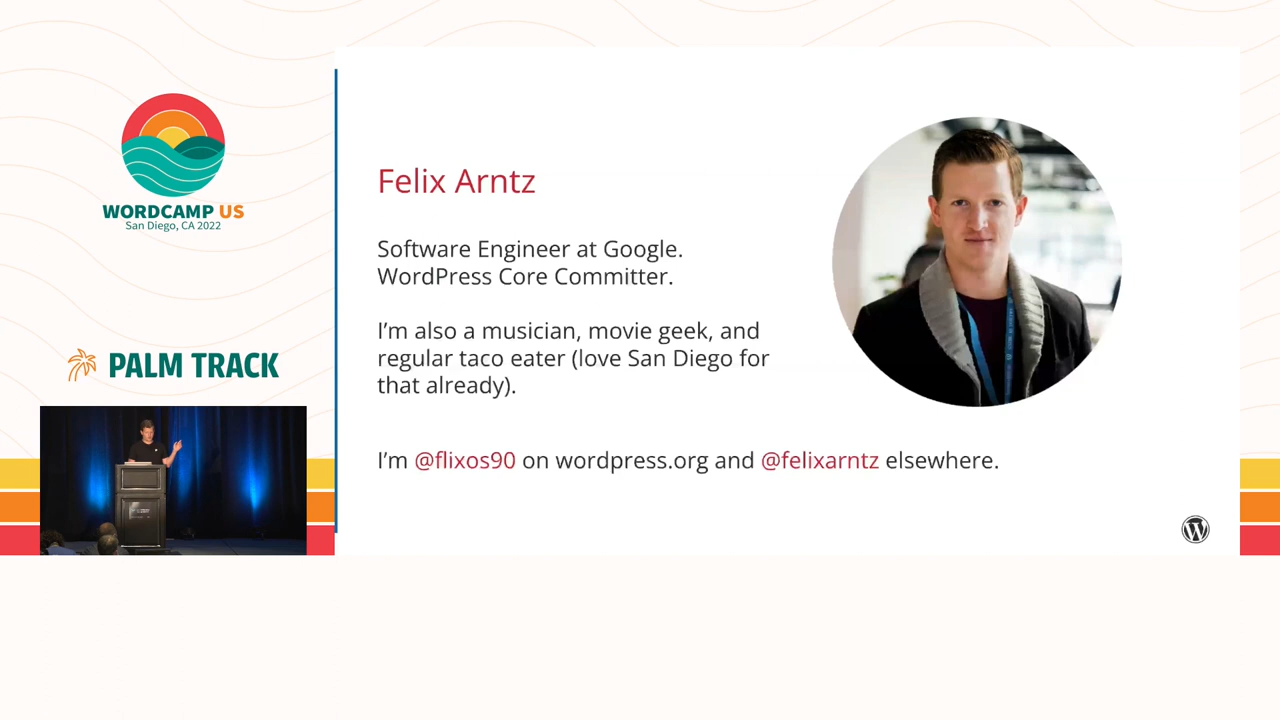 WORDCAMP US
San Diego, CA 2022
PALM TRACK
Felix Arntz
Software Engineer at Google.
WordPress Core Committer.
I’m also a musician, movie geek, and
regular taco eater (love San Diego for
that already).
I’m @flixos90 on wordpress.org and @felixarntz elsewhere.